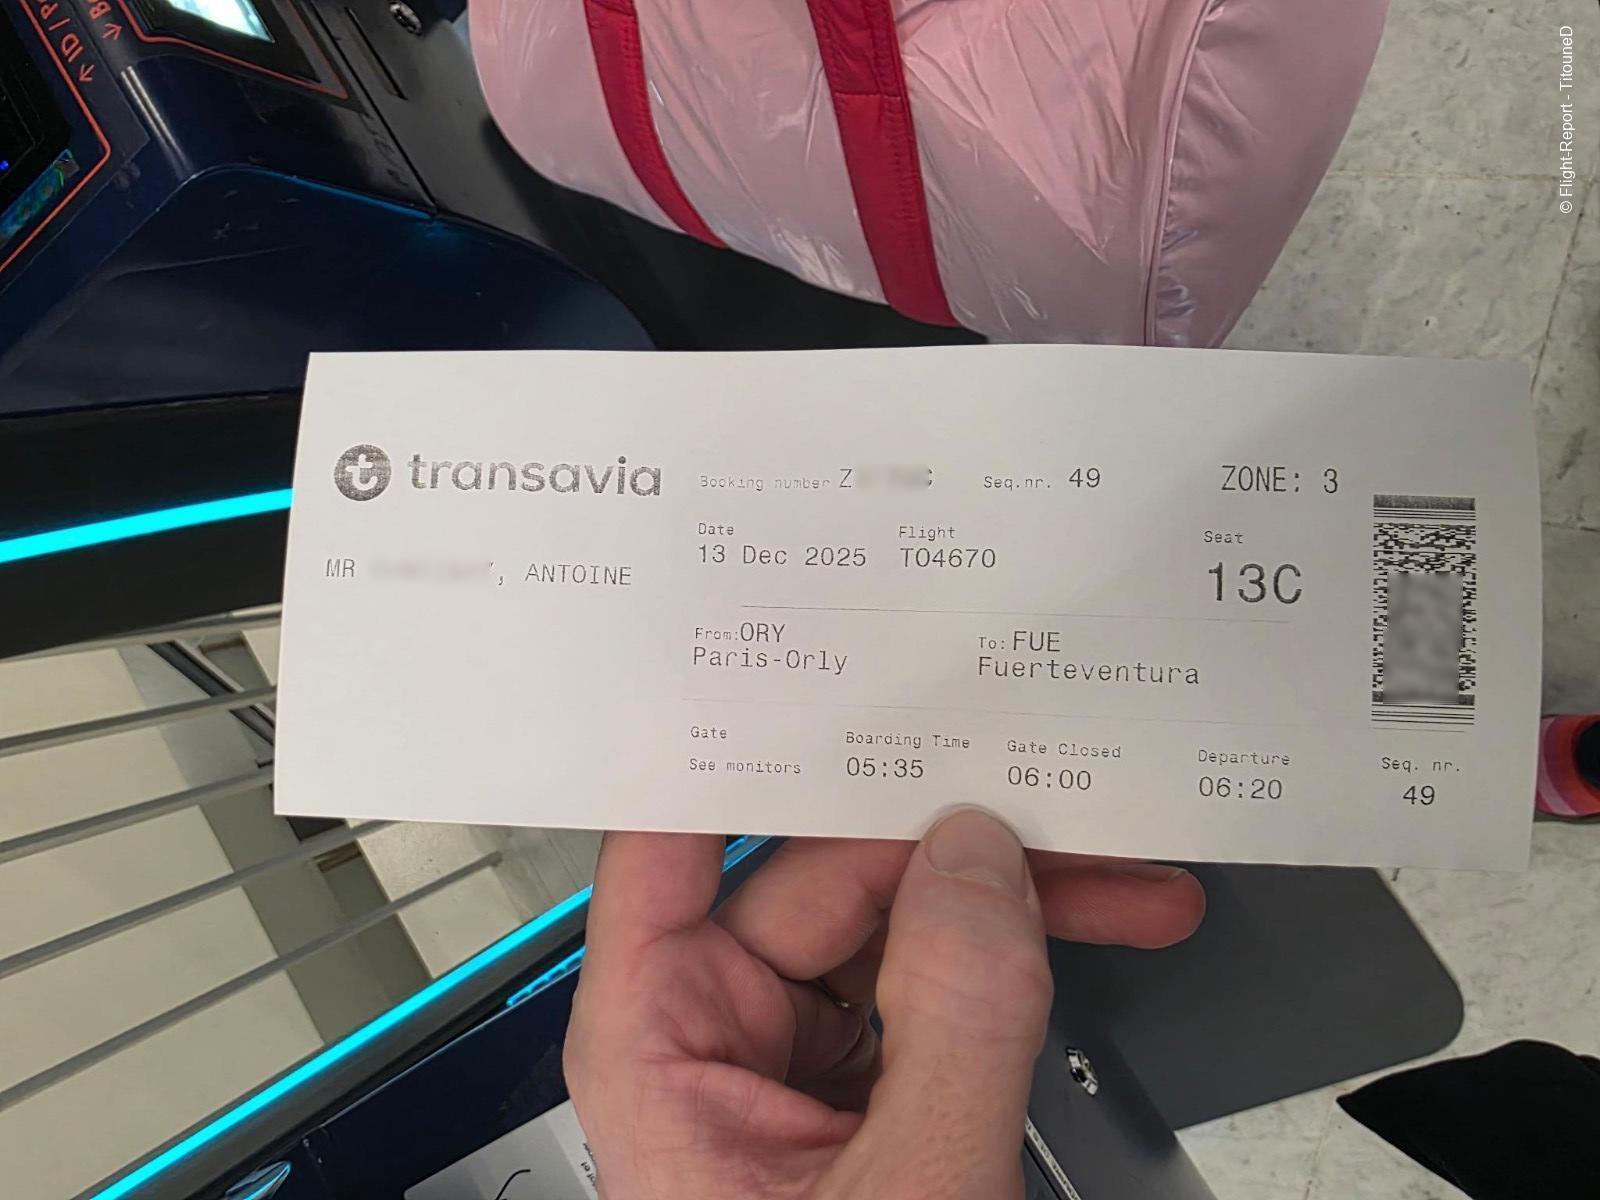 © Flight-Report - TitouneD
transavia
Booking number Seq.nr. 49 ZONE: 3
Date Flight Seat
13 Dec 2025 TO4670 13C
MR , ANTOINE
From:ORY To:FUE
Paris-Orly Fuerteventura
Gate Boarding Time Gate Closed Departure Seq. nr.
See monitors 05:35 06:00 06:20 49